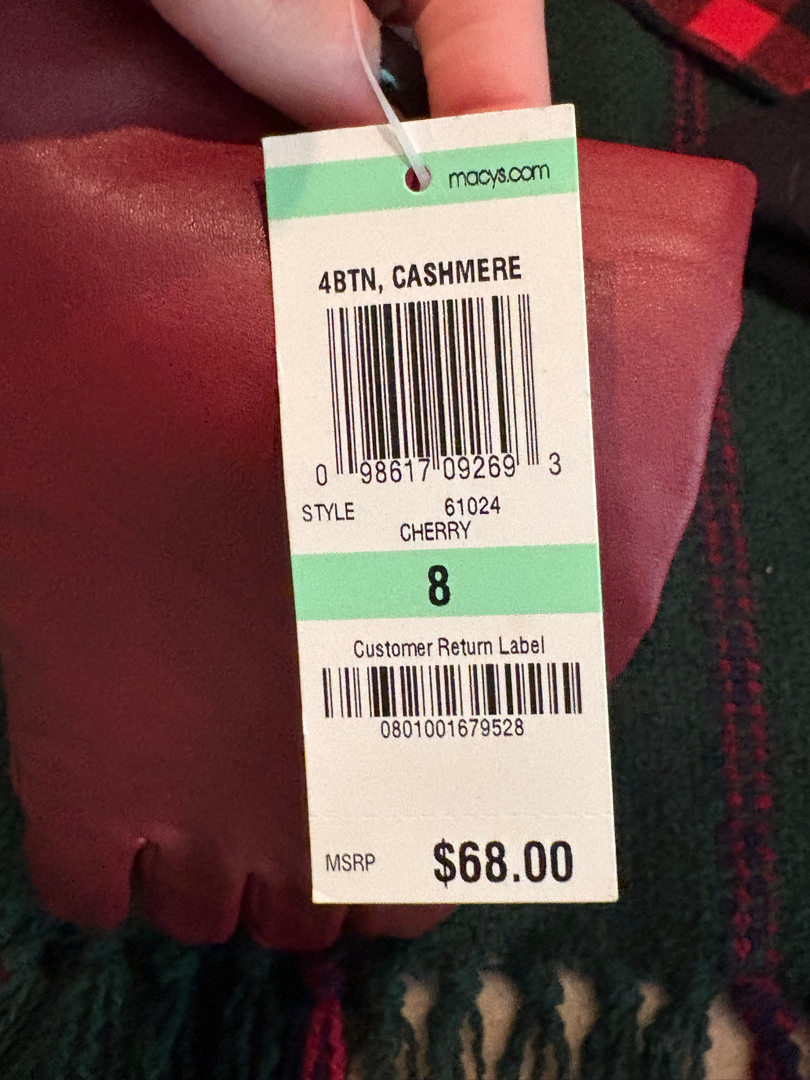 macys.com
4BTN, CASHMERE
0 98617 09269 3
STYLE 61024
CHERRY
8
Customer Return Label
0801001679528
MSRP $68.00